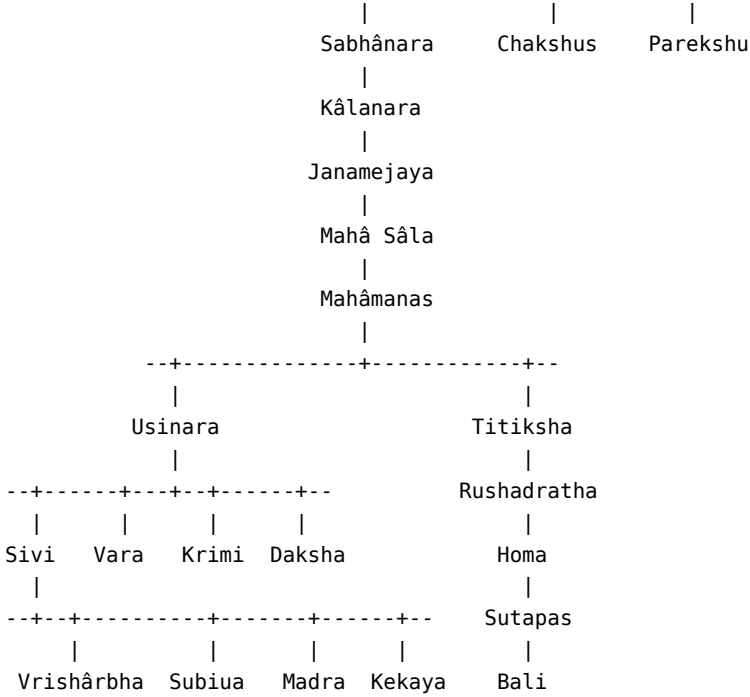 Sabhânara Chakshus Parekshu
Kâlanara
Janamejaya
Mahâ Sâla
Mahâmanas
Usinara Titiksha
Rushadratha
Sivi Vara Krimi Daksha Homa
Sutapas
Vrishârbha Subiua Madra Kekaya Bali